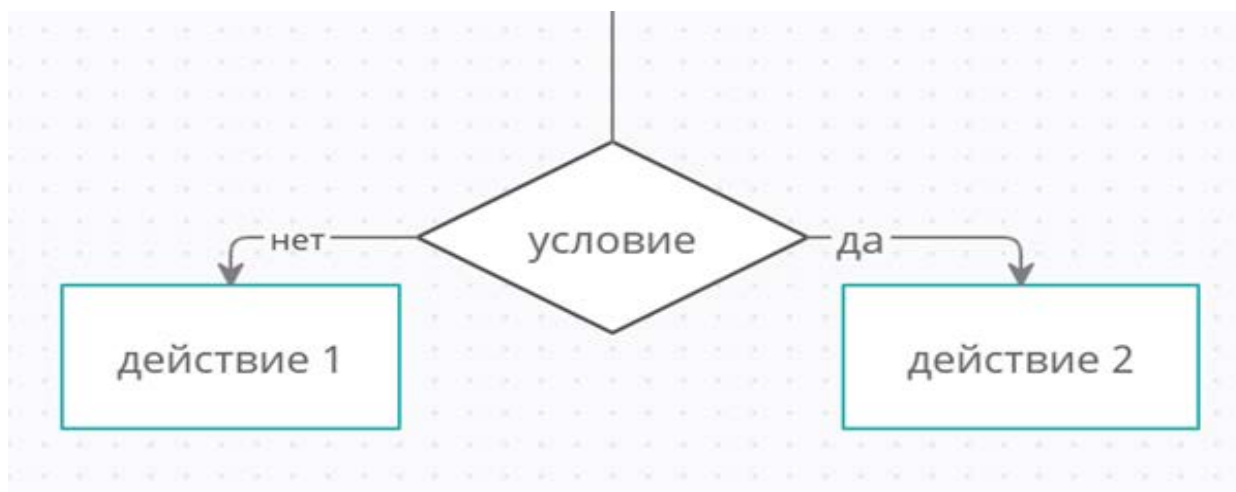 нет
условие
да
действие 1
действие 2